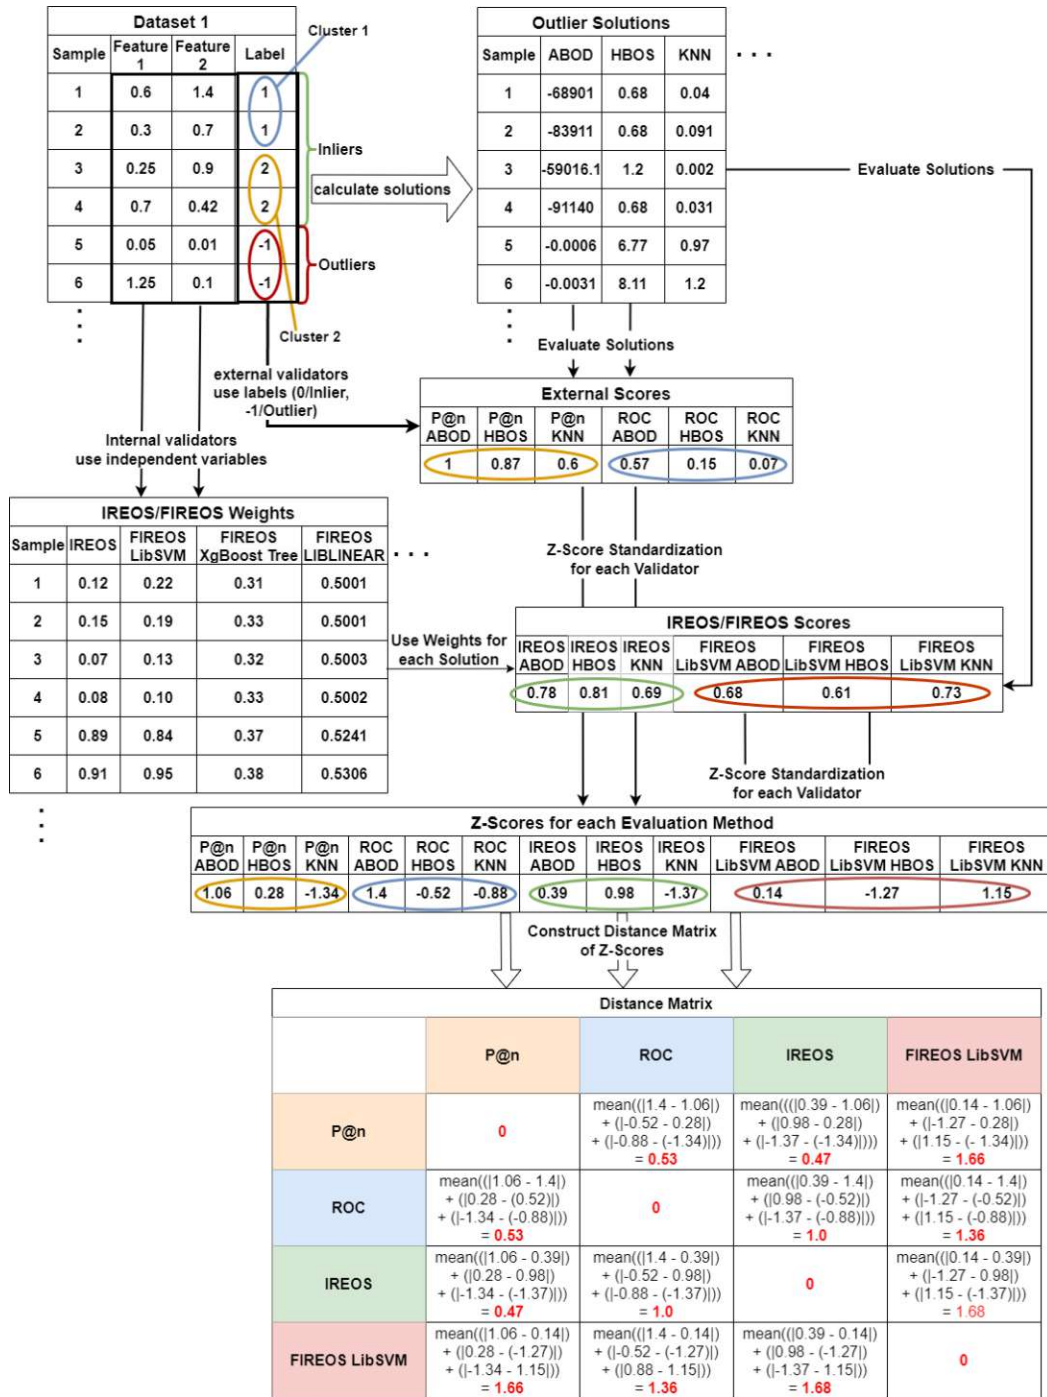 Dataset 1
Cluster 1
Sample Feature 1 Feature 2 Label
1 0.6 1.4 1
2 0.3 0.7 1
3 0.25 0.9 2
4 0.7 0.42 2
5 0.05 0.01 -1
6 1.25 0.1 -1
Inliers
Outliers
Cluster 2
calculate solutions
Outlier Solutions
Sample ABOD HBOS KNN . . .
1 -68901 0.68 0.04
2 -83911 0.68 0.091
3 -59016.1 1.2 0.002
4 -91140 0.68 0.031
5 -0.0006 6.77 0.97
6 -0.0031 8.11 1.2
Evaluate Solutions
Evaluate Solutions
external validators
use labels (0/Inlier,
-1/Outlier)
Internal validators
use independent variables
External Scores
P@n ABOD P@n HBOS P@n KNN ROC ABOD ROC HBOS ROC KNN
1 0.87 0.6 0.57 0.15 0.07
IREOS/FIREOS Weights
Sample IREOS FIREOS LibSVM FIREOS XgBoost Tree FIREOS LIBLINEAR . . .
1 0.12 0.22 0.31 0.5001
2 0.15 0.19 0.33 0.5001
3 0.07 0.13 0.32 0.5003
4 0.08 0.10 0.33 0.5002
5 0.89 0.84 0.37 0.5241
6 0.91 0.95 0.38 0.5306
Z-Score Standardization
for each Validator
Use Weights for
each Solution
IREOS/FIREOS Scores
IREOS ABOD IREOS HBOS IREOS KNN FIREOS LibSVM ABOD FIREOS LibSVM HBOS FIREOS LibSVM KNN
0.78 0.81 0.69 0.68 0.61 0.73
Z-Score Standardization
for each Validator
Z-Scores for each Evaluation Method
P@n ABOD P@n HBOS P@n KNN ROC ABOD ROC HBOS ROC KNN IREOS ABOD IREOS HBOS IREOS KNN FIREOS LibSVM ABOD FIREOS LibSVM HBOS FIREOS LibSVM KNN
1.06 0.28 -1.34 1.4 -0.52 -0.88 0.39 0.98 -1.37 0.14 -1.27 1.15
Construct Distance Matrix
of Z-Scores
Distance Matrix
P@n ROC IREOS FIREOS LibSVM
P@n 0 mean((|1.4 - 1.06|) mean(((|0.39 - 1.06|) mean((|0.14 - 1.06|)
+ (|-0.52 - 0.28|) + (|0.98 - 0.28|) + (|-1.27 - 0.28|)
+ (|-0.88 - (-1.34)|)) + (|-1.37 - (-1.34)|))) + (|1.15 - (- 1.34)|))
= 0.53 = 0.47 = 1.66
ROC mean((|1.06 - 1.4|) 0 mean((|0.39 - 1.4|) mean((|0.14 - 1.4|)
+ (|0.28 - (0.52)|) + (|0.98 - (-0.52)|) + (|-1.27 - (-0.52)|)
+ (|-1.34 - (-0.88)|)) + (|-1.37 - (-0.88)|)) + (|1.15 - (-0.88)|))
= 0.53 = 1.0 = 1.36
IREOS mean((|1.06 - 0.39|) mean((|1.4 - 0.39|) 0 mean((|0.14 - 0.39|)
+ (|0.28 - 0.98|) + (|-0.52 - 0.98|) + (|-1.27 - 0.98|)
+ (|-1.34 - (-1.37)|)) + (|-0.88 - (-1.37)|)) + (|1.15 - (-1.37)|))
= 0.47 = 1.0 = 1.68
FIREOS LibSVM mean((|1.06 - 0.14|) mean((|1.4 - 0.14|) mean((|0.39 - 0.14|) 0
+ (|0.28 - (-1.27)|) + (|-0.52 - (-1.27)|) + (|0.98 - (-1.27)|)
+ (|-1.34 - 1.15|)) + (|0.88 - 1.15|)) + (|-1.37 - 1.15|))
= 1.66 = 1.36 = 1.68